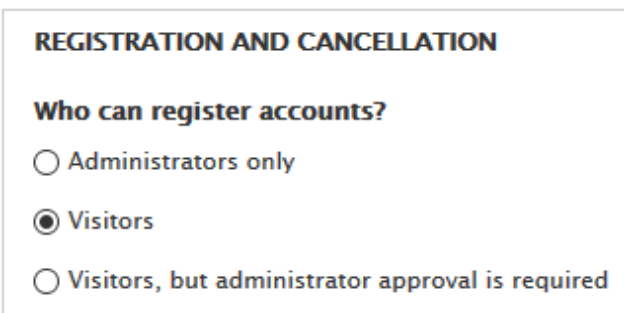 REGISTRATION AND CANCELLATION
Who can register accounts?
Administrators only
Visitors
Visitors, but administrator approval is required